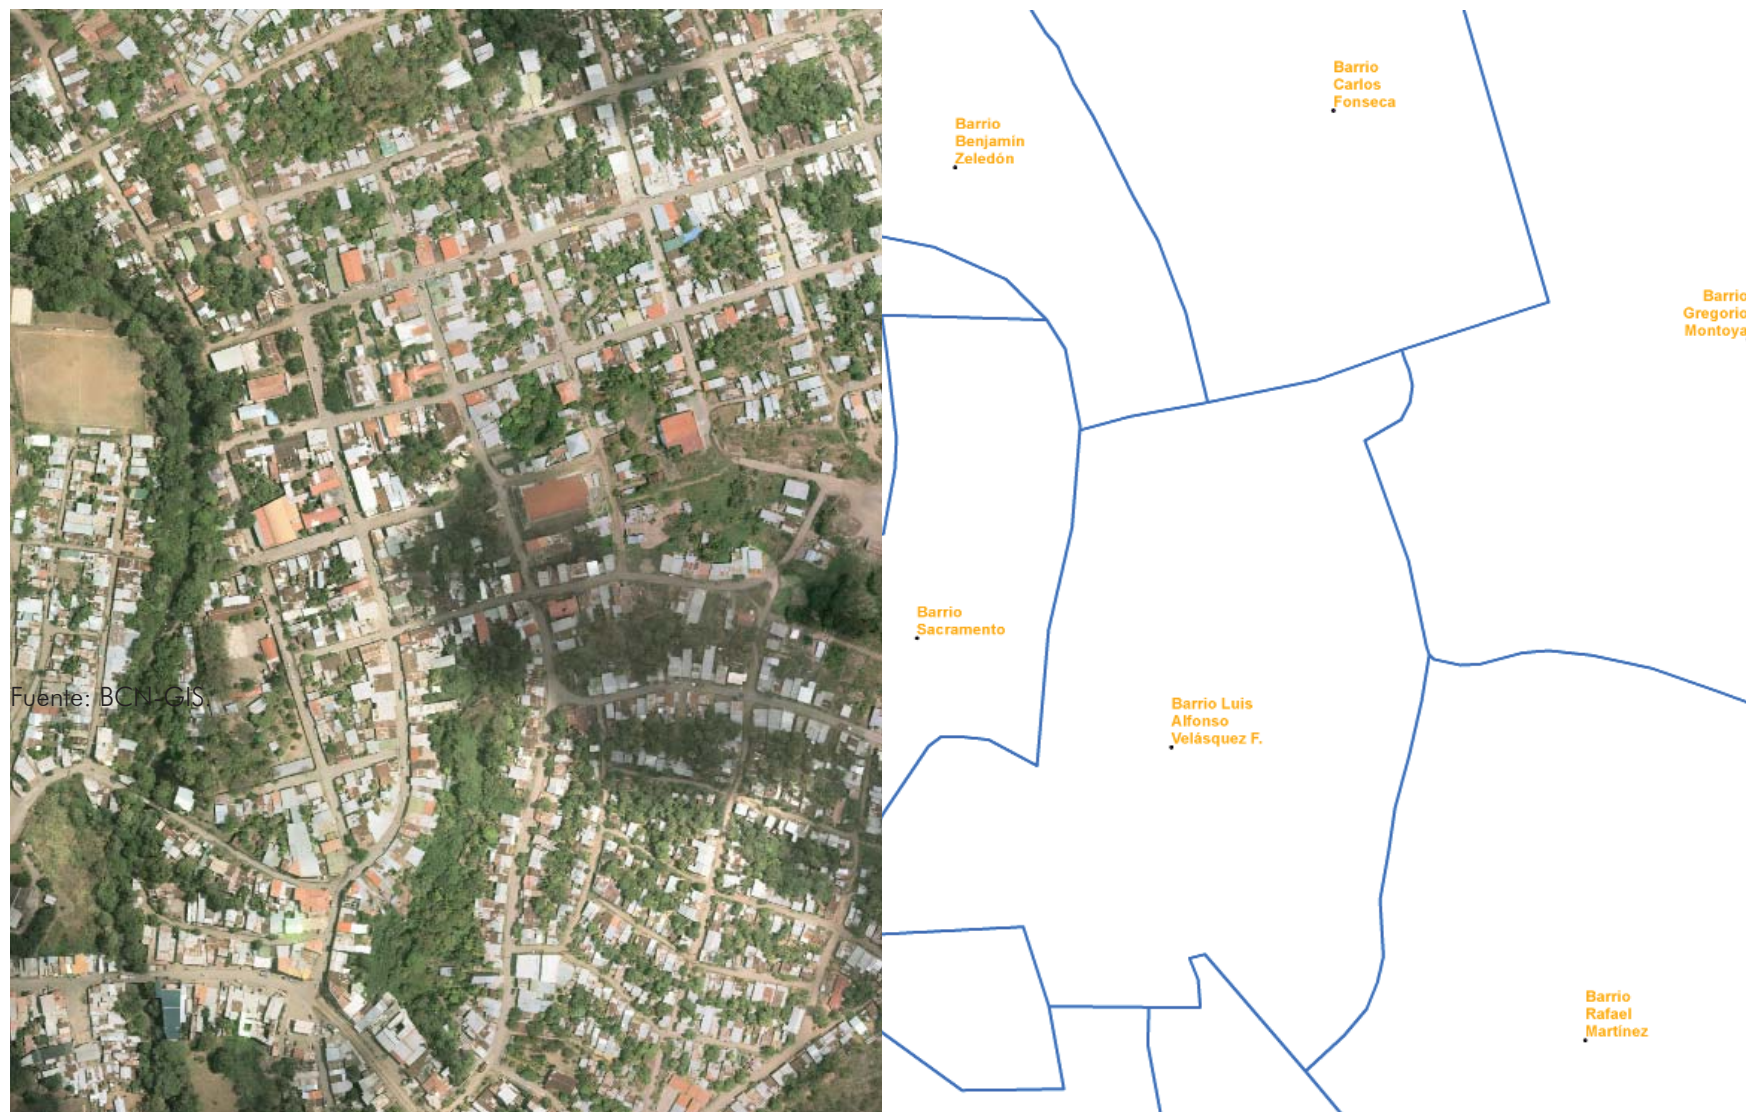 Barrio
Carlos
Fonseca
Barrio
Benjamín
Zeledón
Barrio
Gregorio
Montoya
Barrio
Sacramento
Fuente: BCN-GIS.
Barrio Luis
Alfonso
Velásquez F.
Barrio
Rafael
Martínez